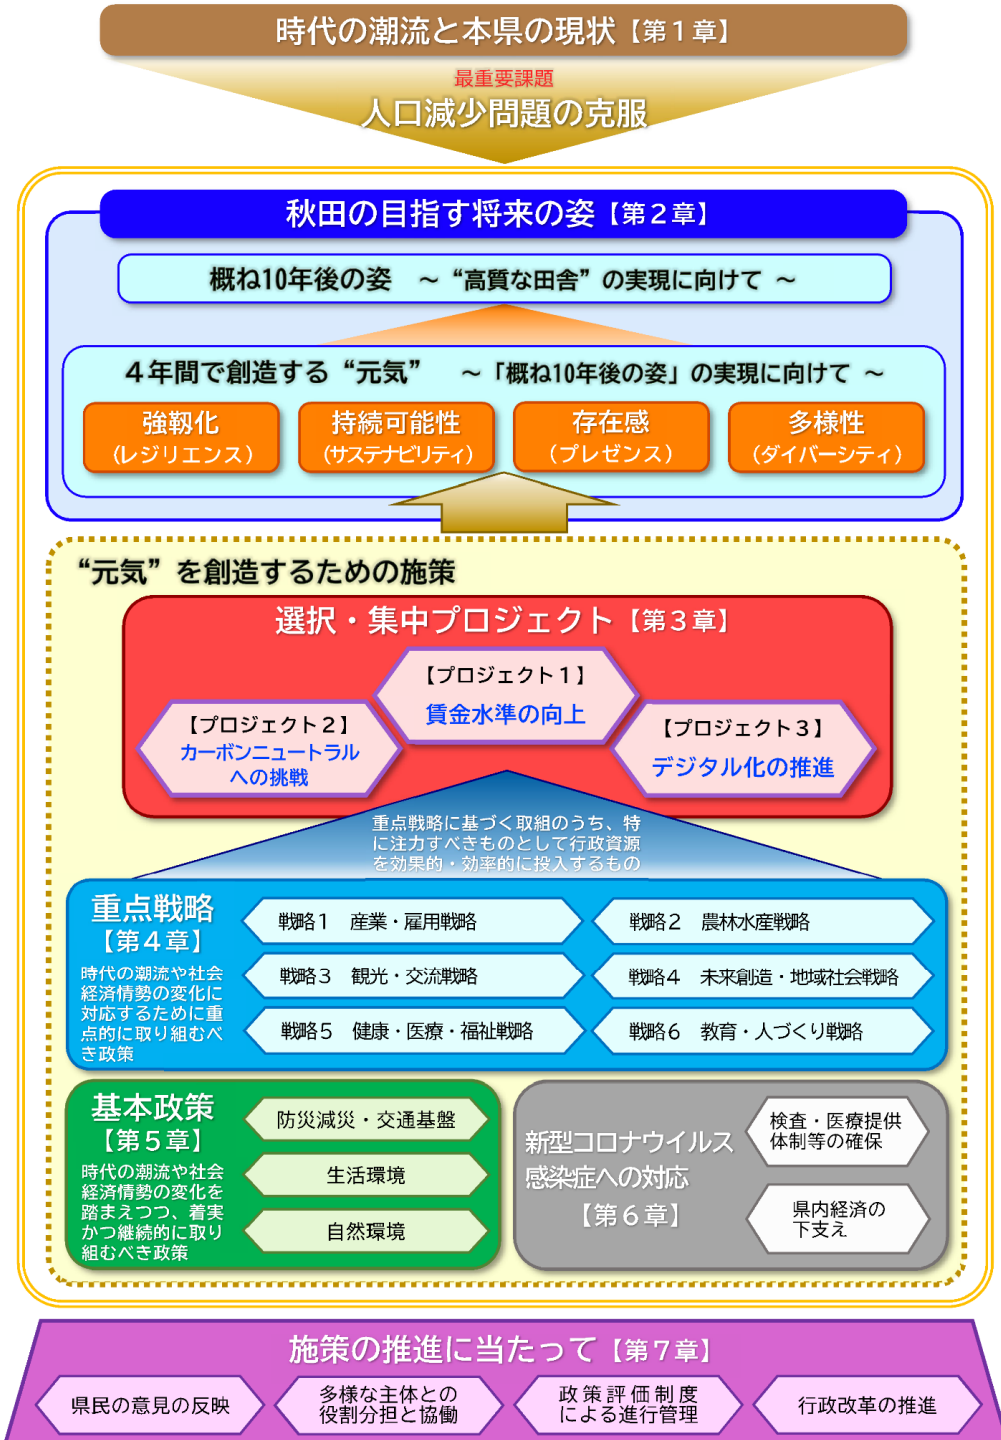 時代の潮流と本県の現状【第１章】
最重要課題
人口減少問題の克服
秋田の目指す将来の姿【第２章】
概ね10年後の姿　～“高質な田舎”の実現に向けて～
４年間で創造する“元気”　～「概ね10年後の姿」の実現に向けて～
強靱化
（レジリエンス）
持続可能性
（サステナビリティ）
存在感
（プレゼンス）
多様性
（ダイバーシティ）
“元気”を創造するための施策
選択・集中プロジェクト【第３章】
【プロジェクト１】
賃金水準の向上
【プロジェクト２】
カーボンニュートラル
への挑戦
【プロジェクト３】
デジタル化の推進
重点戦略に基づく取組のうち、特
に注力すべきものとして行政資源
を効果的・効率的に投入するもの
重点戦略
【第４章】
時代の潮流や社会
経済情勢の変化に
対応するために重
点的に取り組むべ
き政策
戦略１　産業・雇用戦略
戦略２　農林水産戦略
戦略３　観光・交流戦略
戦略４　未来創造・地域社会戦略
戦略５　健康・医療・福祉戦略
戦略６　教育・人づくり戦略
基本政策
【第５章】
時代の潮流や社会
経済情勢の変化を
踏まえつつ、着実
かつ継続的に取り
組むべき政策
防災減災・交通基盤
生活環境
自然環境
新型コロナウイルス
感染症への対応
【第６章】
検査・医療提供
体制等の確保
県内経済の
下支え
施策の推進に当たって【第７章】
県民の意見の反映
多様な主体との
役割分担と協働
政策評価制度
による進行管理
行政改革の推進